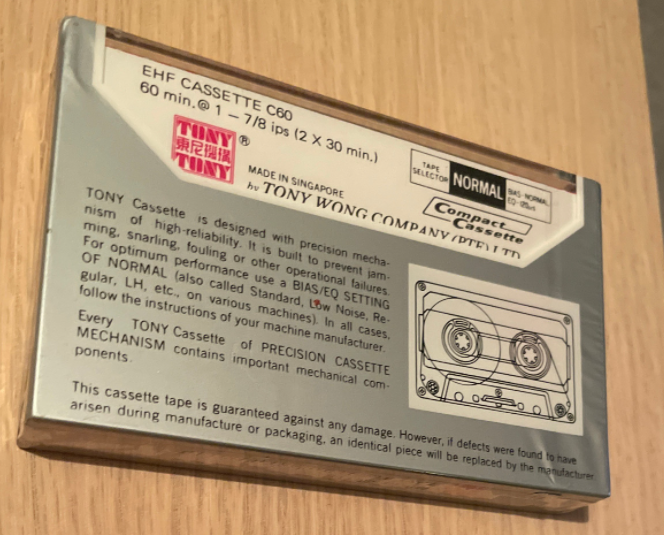 EHF CASSETTE C60
60 min.@ 1 – 7/8 ips (2 X 30 min.)
TONY
東尼機構
TONY
®
MADE IN SINGAPORE
by TONY WONG COMPANY (PTE) LTD
TAPE
SELECTOR
NORMAL
BIAS-NORMAL
EQ-120us
Compact
Cassette
TONY Cassette is designed with precision mecha-
nism of high-reliability. It is built to prevent jam-
ming, snarling, fouling or other operational failures.
For optimum performance use a BIAS/EQ SETTING
OF NORMAL (also called Standard, Low Noise, Re-
gular, LH, etc., on various machines). In all cases,
follow the instructions of your machine manufacturer.
Every TONY Cassette of PRECISION CASSETTE
MECHANISM contains important mechanical com-
ponents.
This cassette tape is guaranteed against any damage. However, if defects were found to have
arisen during manufacture or packaging, an identical piece will be replaced by the manufacturer.